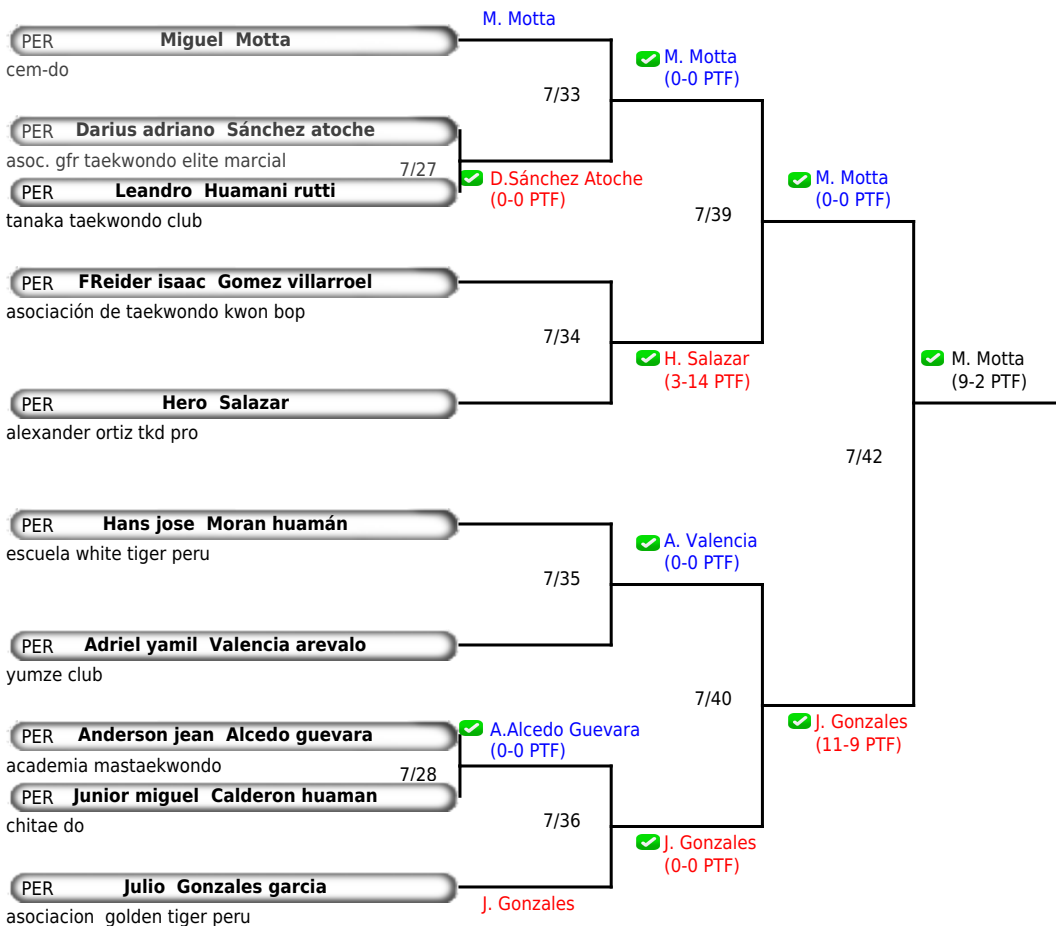 M. Motta
PER Miguel Motta
cem-do
M. Motta
(0-0 PTF)
7/33
PER Darius adriano Sánchez atoche
asoc. gfr taekwondo elite marcial
7/27
D.Sánchez Atoche
(0-0 PTF)
PER Leandro Huamani rutti
tanaka taekwondo club
M. Motta
(0-0 PTF)
7/39
PER FReider isaac Gomez villarroel
asociación de taekwondo kwon bop
7/34
H. Salazar
(3-14 PTF)
M. Motta
(9-2 PTF)
PER Hero Salazar
alexander ortiz tkd pro
7/42
PER Hans jose Moran huamán
escuela white tiger peru
A. Valencia
(0-0 PTF)
7/35
PER Adriel yamil Valencia arevalo
yumze club
7/40
J. Gonzales
(11-9 PTF)
PER Anderson jean Alcedo guevara
academia mastaekwondo
A.Alcedo Guevara
(0-0 PTF)
7/28
PER Junior miguel Calderon huaman
chitae do
7/36
J. Gonzales
(0-0 PTF)
PER Julio Gonzales garcia
asociacion golden tiger peru
J. Gonzales